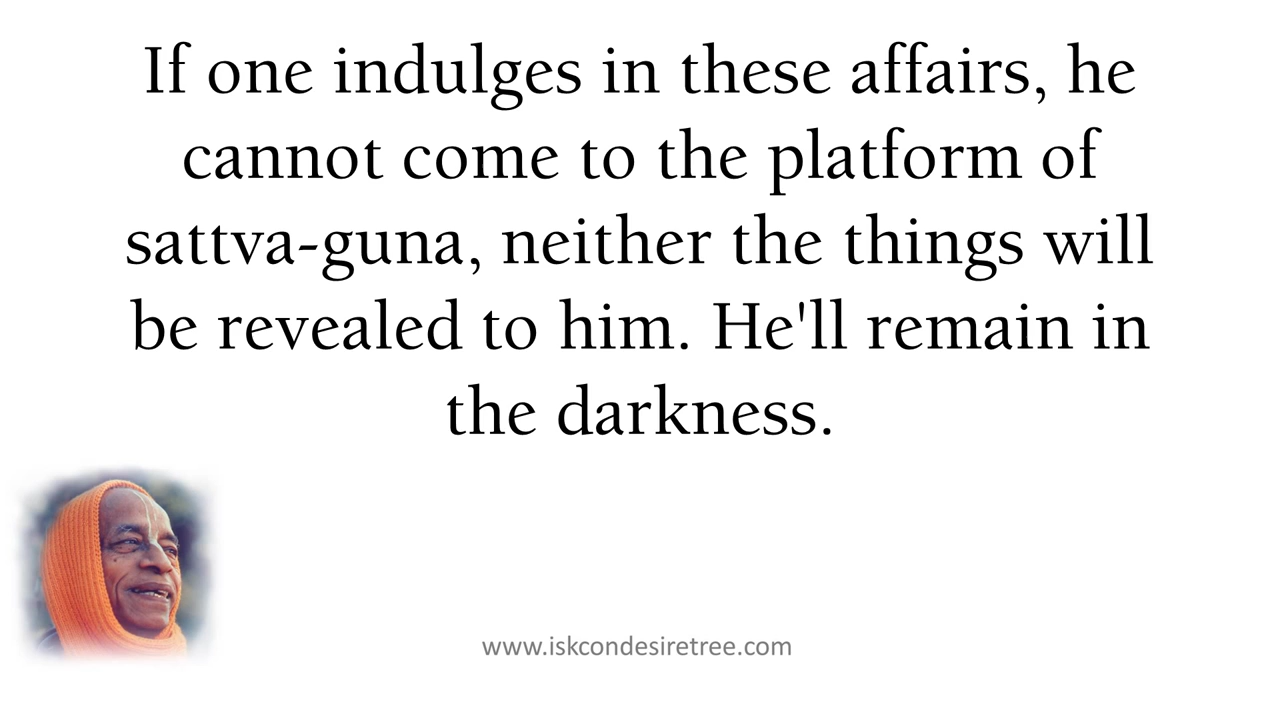 If one indulges in these affairs, he
cannot come to the platform of
sattva-guna, neither the things will
be revealed to him. He'll remain in
the darkness.
www.iskcondesiretree.com